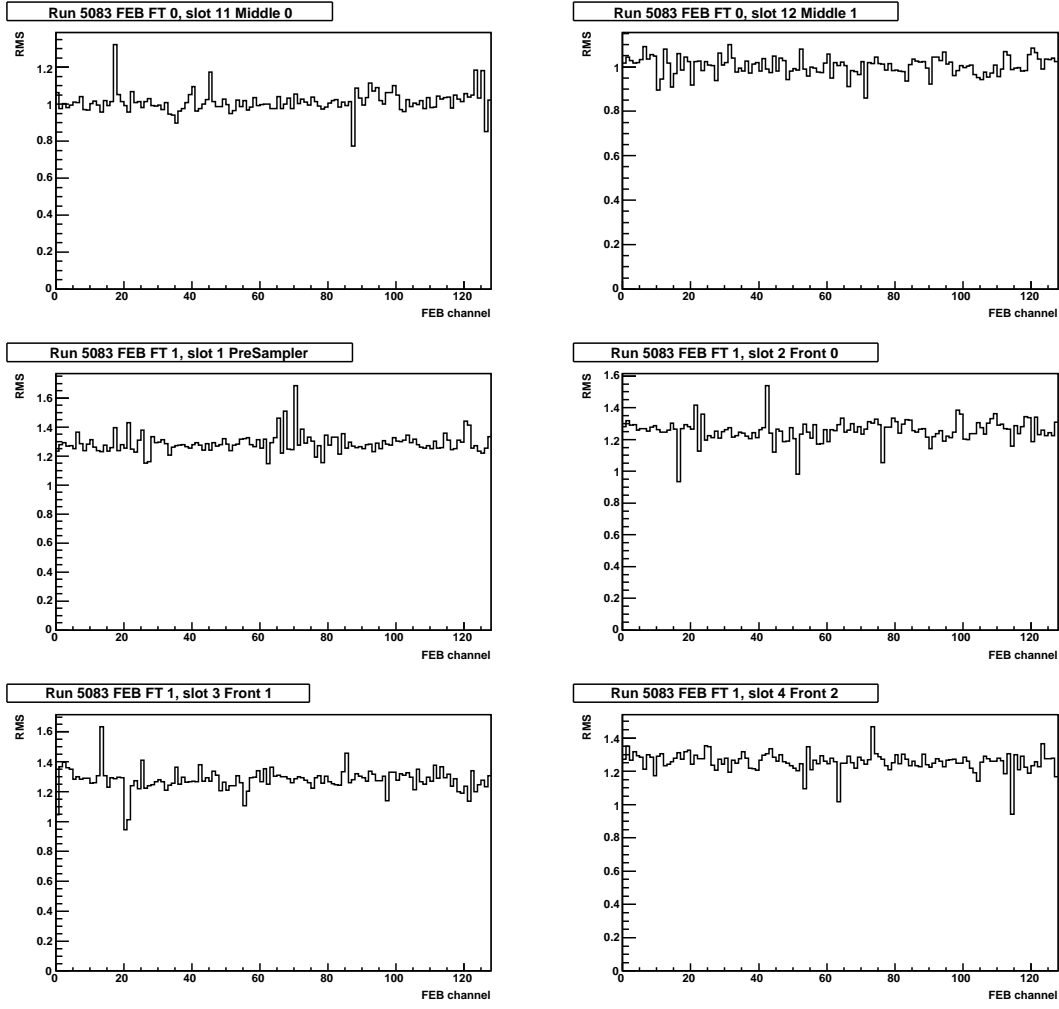 Run 5083 FEB FT 0, slot 11 Middle 0
RMS
1.2
1
0.8
0.6
0.4
0.2
0
0 20 40 60 80 100 120
FEB channel
Run 5083 FEB FT 0, slot 12 Middle 1
RMS
1
0.8
0.6
0.4
0.2
0
0 20 40 60 80 100 120
FEB channel
Run 5083 FEB FT 1, slot 1 PreSampler
RMS
1.6
1.4
1.2
1
0.8
0.6
0.4
0.2
0
0 20 40 60 80 100 120
FEB channel
Run 5083 FEB FT 1, slot 2 Front 0
RMS
1.6
1.4
1.2
1
0.8
0.6
0.4
0.2
0
0 20 40 60 80 100 120
FEB channel
Run 5083 FEB FT 1, slot 3 Front 1
RMS
1.6
1.4
1.2
1
0.8
0.6
0.4
0.2
0
0 20 40 60 80 100 120
FEB channel
Run 5083 FEB FT 1, slot 4 Front 2
RMS
1.4
1.2
1
0.8
0.6
0.4
0.2
0
0 20 40 60 80 100 120
FEB channel